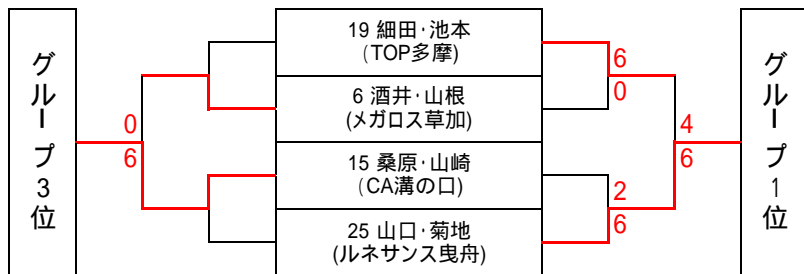 グループ3位
0
6
19 細田・池本
(TOP多摩)
6 酒井・山根
(メガロス草加)
15 桑原・山崎
(CA溝の口)
25 山口・菊地
(ルネサンス曳舟)
6
0
2
6
4
6
グループ1位